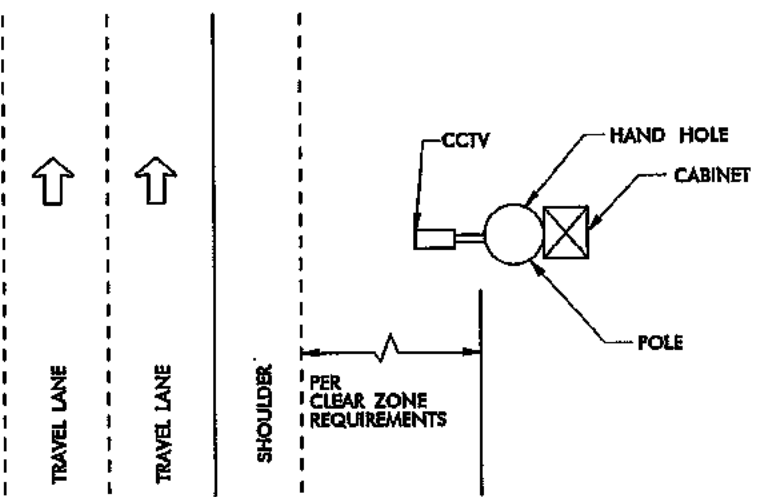 CCTV
HAND HOLE
CABINET
POLE
TRAVEL LANE
TRAVEL LANE
SHOULDER
PER
CLEAR ZONE
REQUIREMENTS